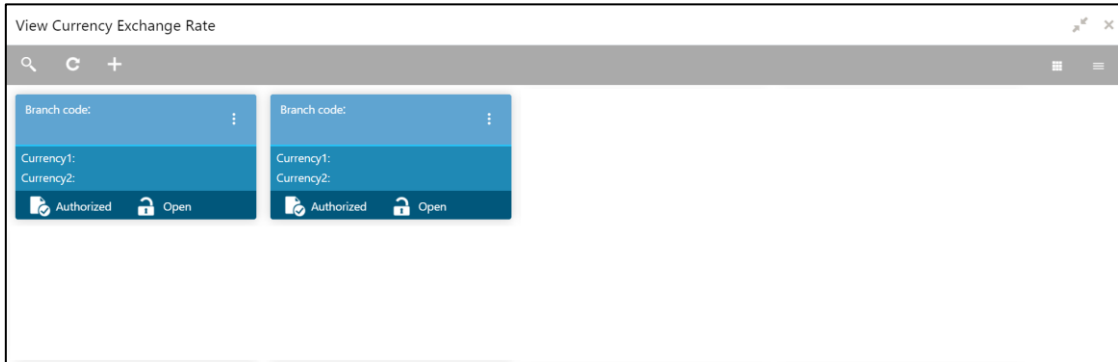 View Currency Exchange Rate
Branch code:
Currency1:
Currency2:
Authorized Open
Branch code:
Currency1:
Currency2:
Authorized Open